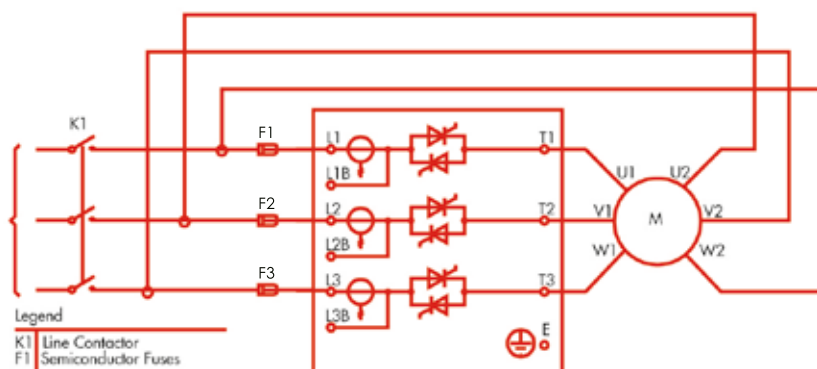 K1
F1
L1
T1
L1B
U1
U2
F2
L2
T2
V1
M
V2
L2B
W1
W2
F3
L3
T3
L3B
E
Legend
K1 Line Contactor
F1 Semiconductor Fuses